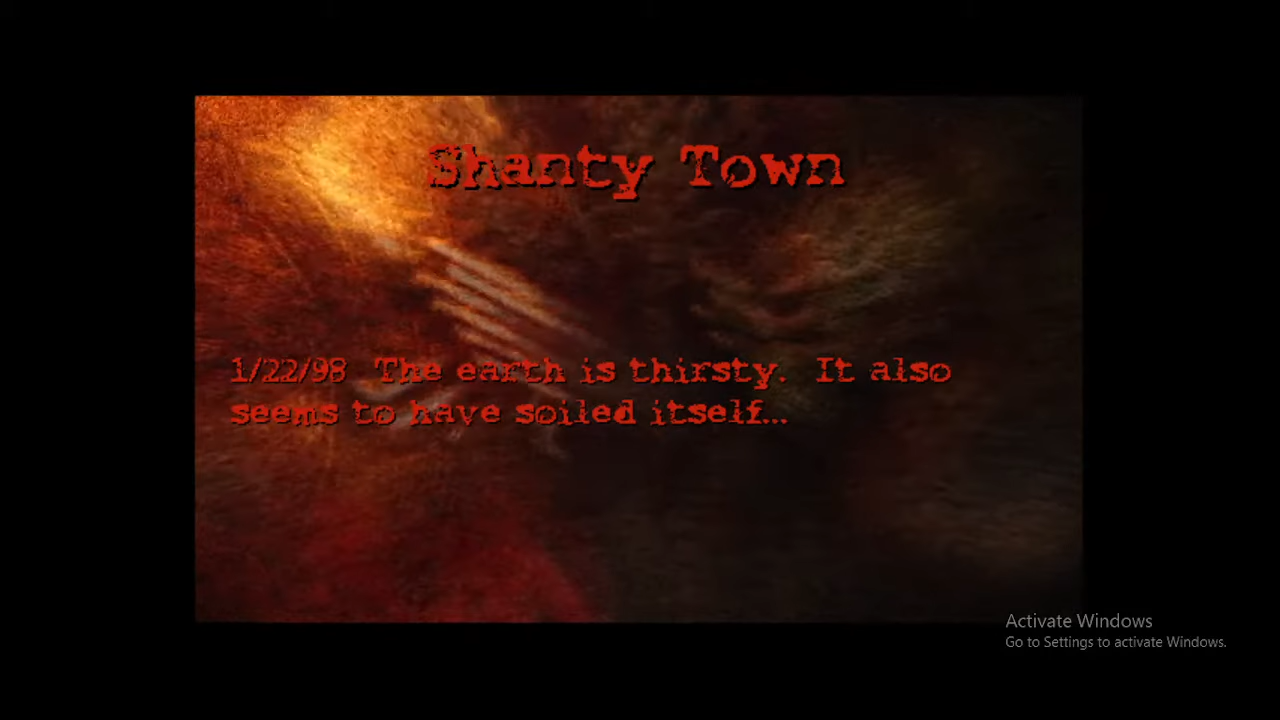 Shanty Town
1/22/98 The earth is thirsty. It also
seems to have soiled itself...
Activate Windows
Go to Settings to activate Windows.